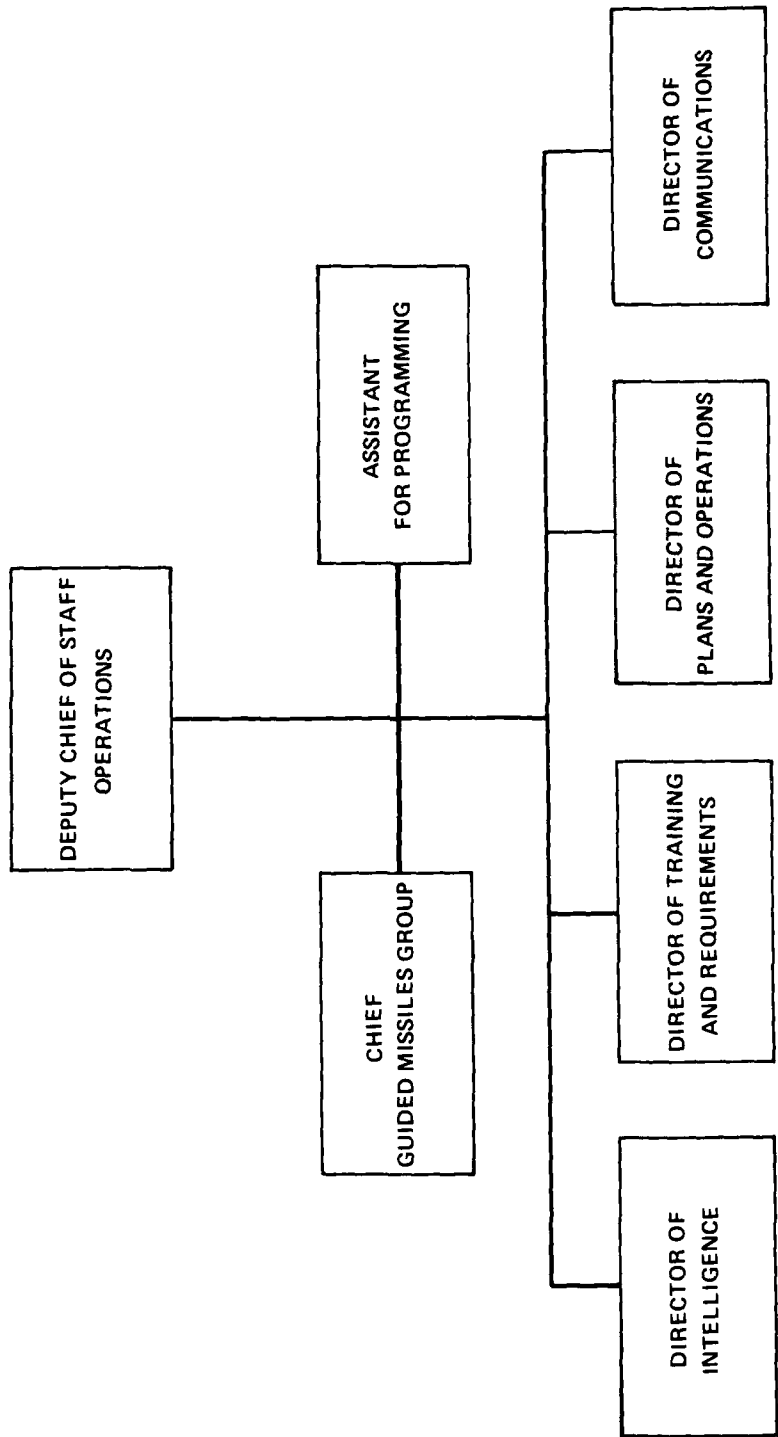 DEPUTY CHIEF OF STAFF
OPERATIONS
CHIEF
GUIDED MISSILES GROUP
ASSISTANT
FOR PROGRAMMING
DIRECTOR OF
INTELLIGENCE
DIRECTOR OF TRAINING
AND REQUIREMENTS
DIRECTOR OF
PLANS AND OPERATIONS
DIRECTOR OF
COMMUNICATIONS